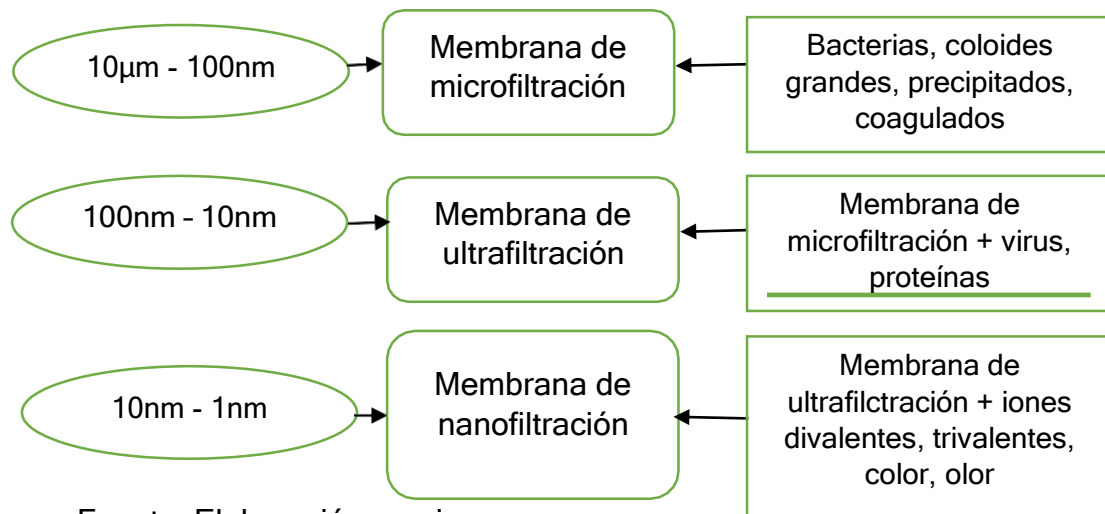 10µm - 100nm
Membrana de
microfiltración
Bacterias, coloides
grandes, precipitados,
coagulados
100nm - 10nm
Membrana de
ultrafiltración
Membrana de
microfiltración + virus,
proteínas
10nm - 1nm
Membrana de
nanofiltración
Membrana de
ultrafilctración + iones
divalentes, trivalentes,
color, olor